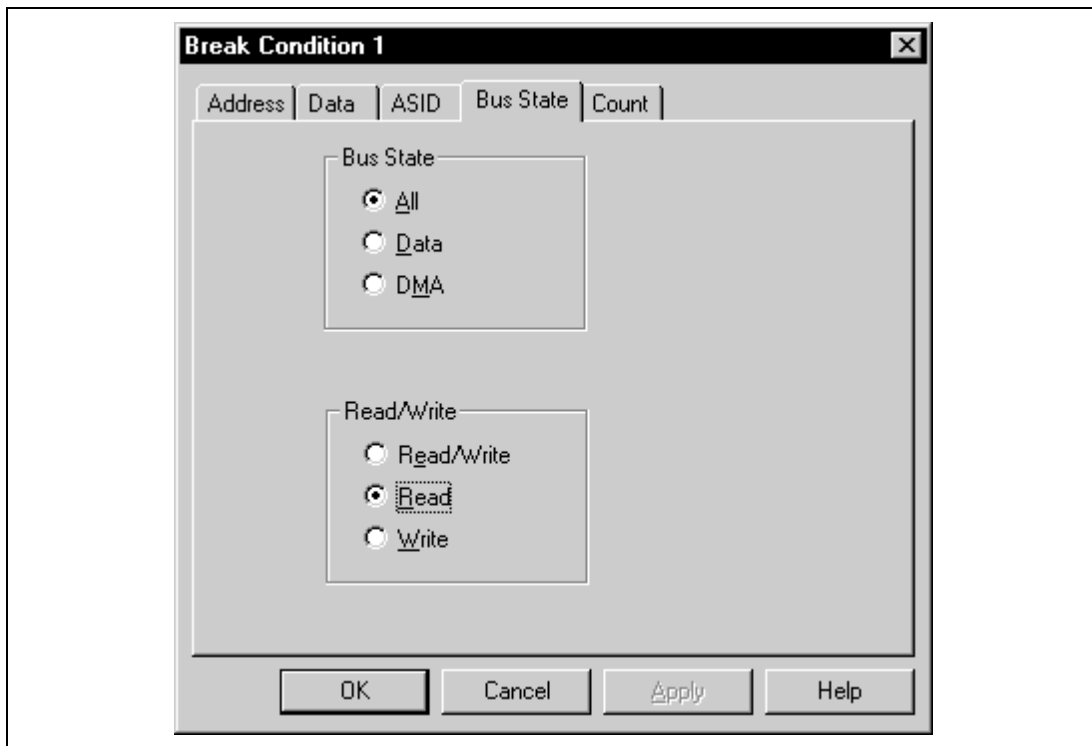 Break Condition 1
Address Data ASID Bus State Count
Bus State
All
Data
DMA
Read/Write
Read/Write
Read
Write
OK Cancel Apply Help